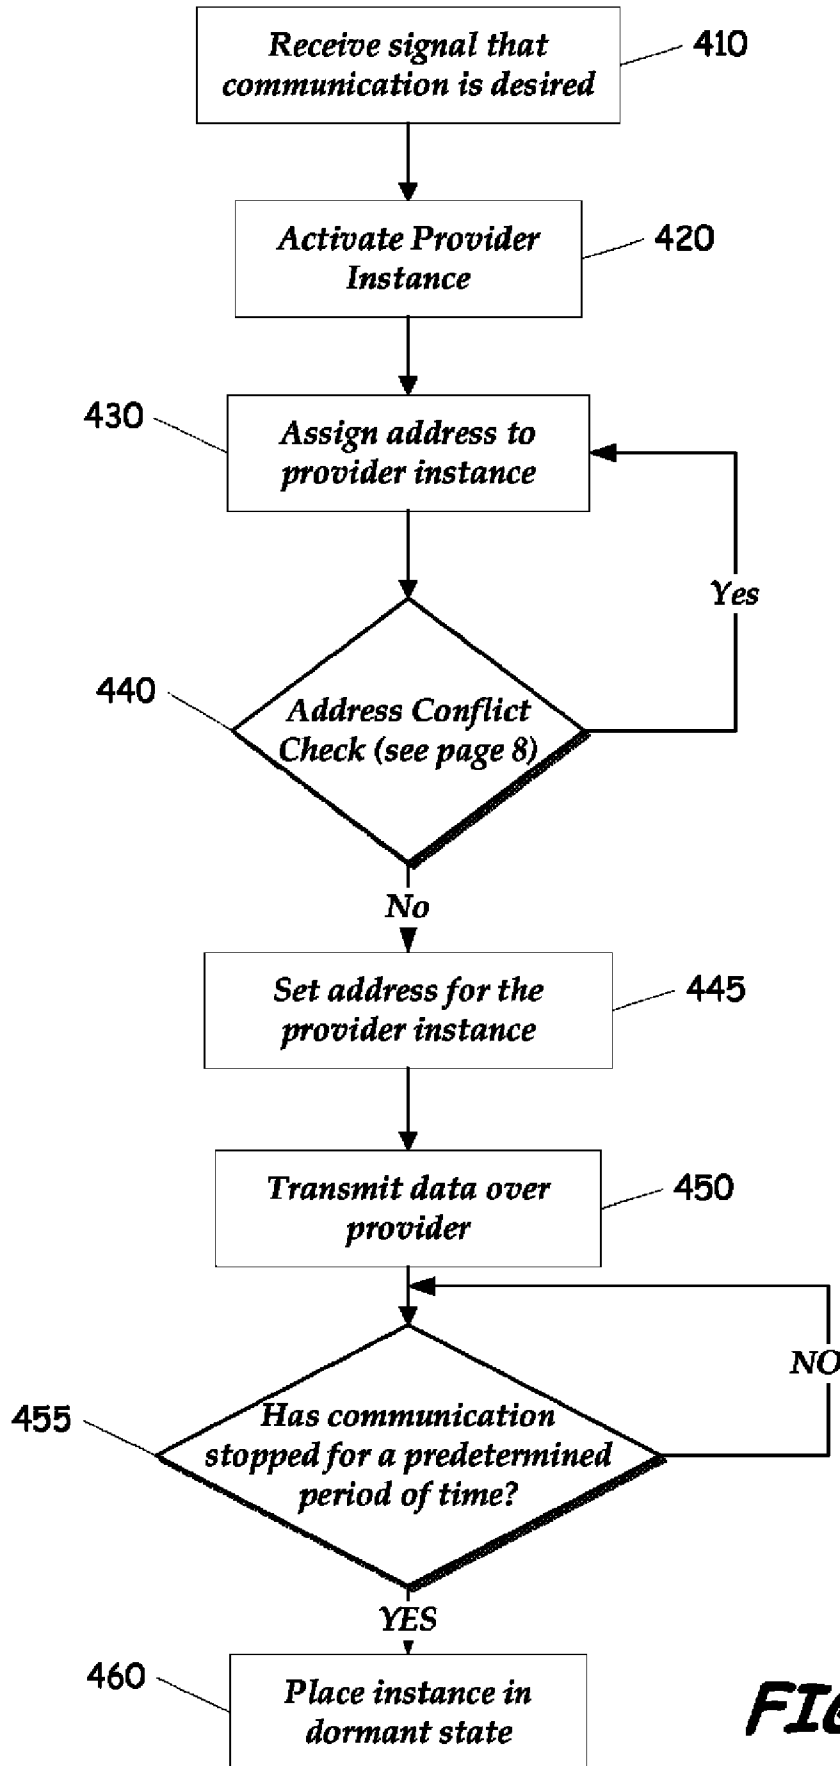 Receive signal that
communication is desired
410
Activate Provider
Instance
420
430
Assign address to
provider instance
Yes
440
Address Conflict
Check (see page 8)
No
Set address for the
provider instance
445
Transmit data over
provider
450
NO
455
Has communication
stopped for a predetermined
period of time?
YES
460
Place instance in
dormant state